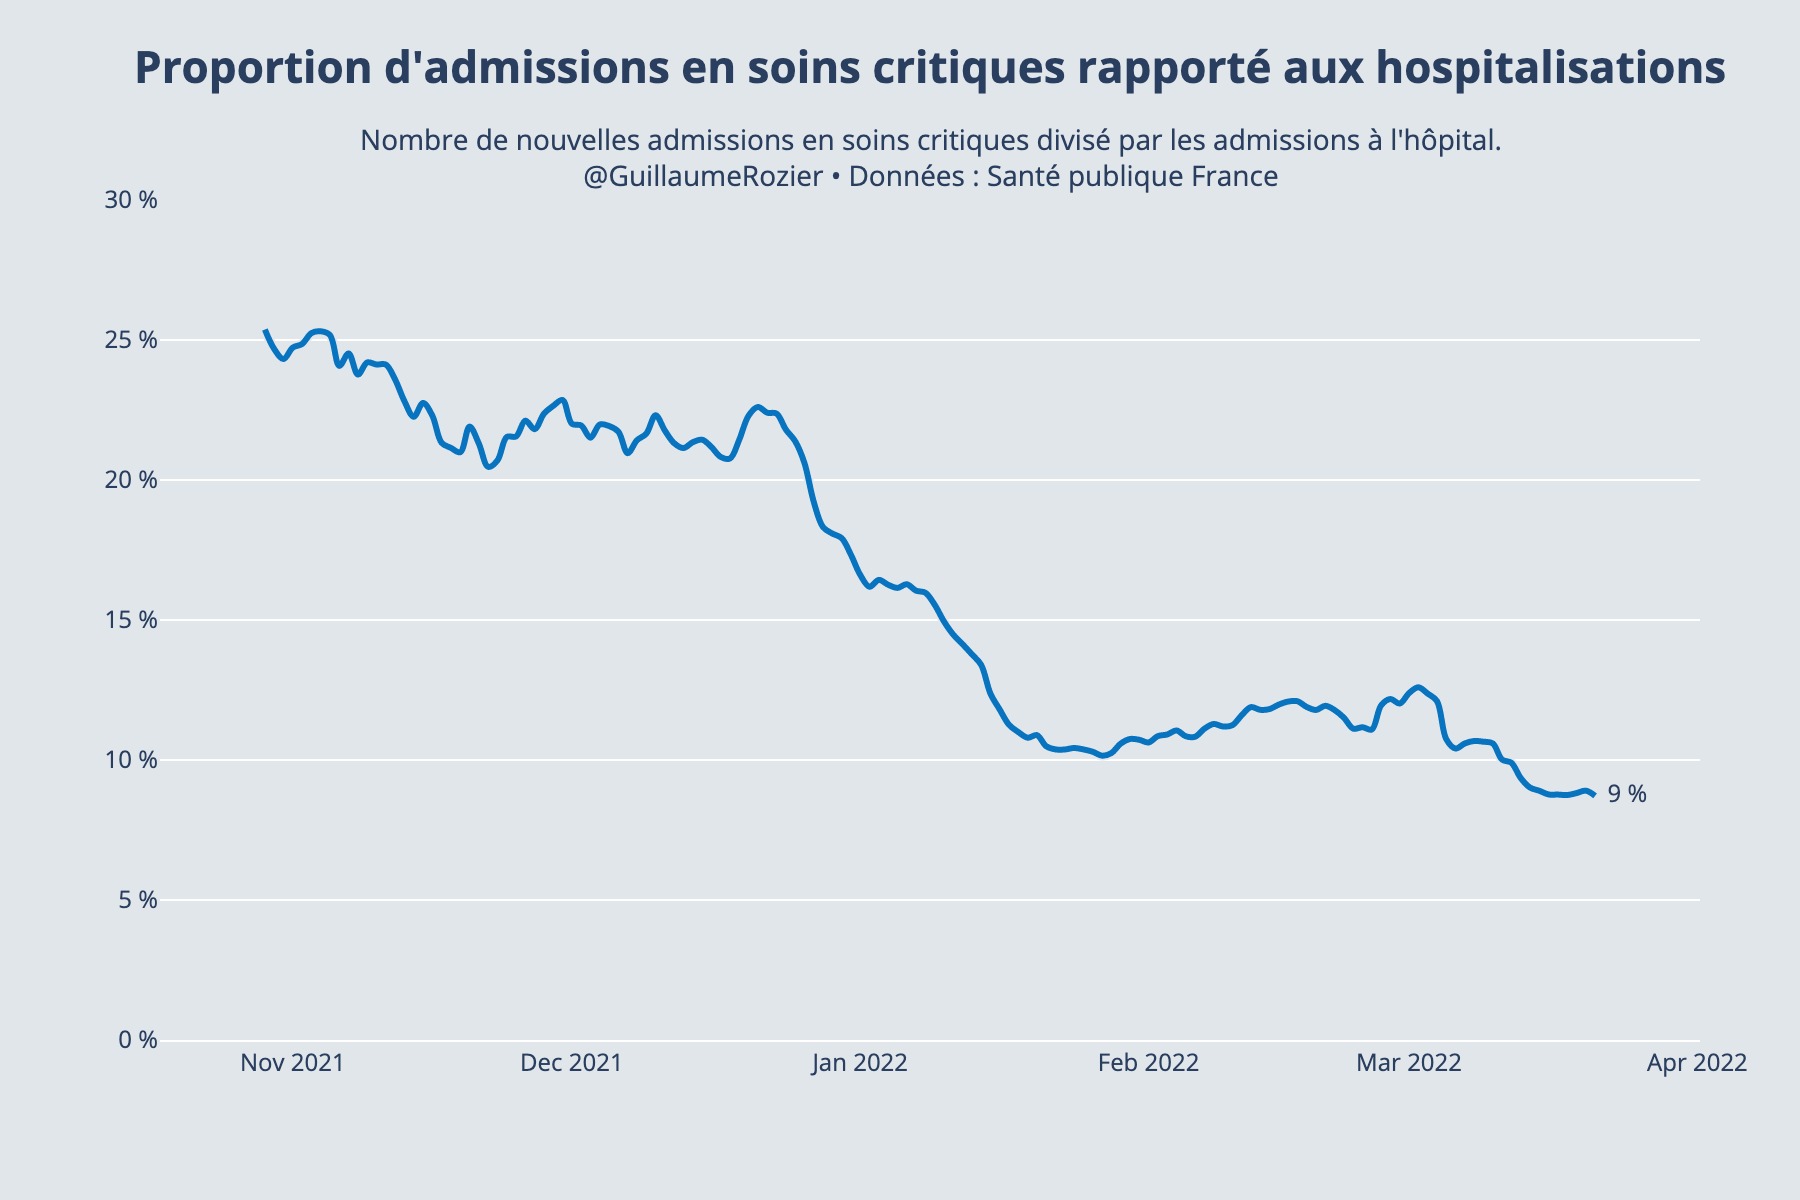 Proportion d'admissions en soins critiques rapporté aux hospitalisations
Nombre de nouvelles admissions en soins critiques divisé par les admissions à l'hôpital.
@GuillaumeRozier • Données : Santé publique France
30 %
25 %
20 %
15 %
10 %
9 %
5 %
0 %
Nov 2021 Dec 2021 Jan 2022 Feb 2022 Mar 2022 Apr 2022